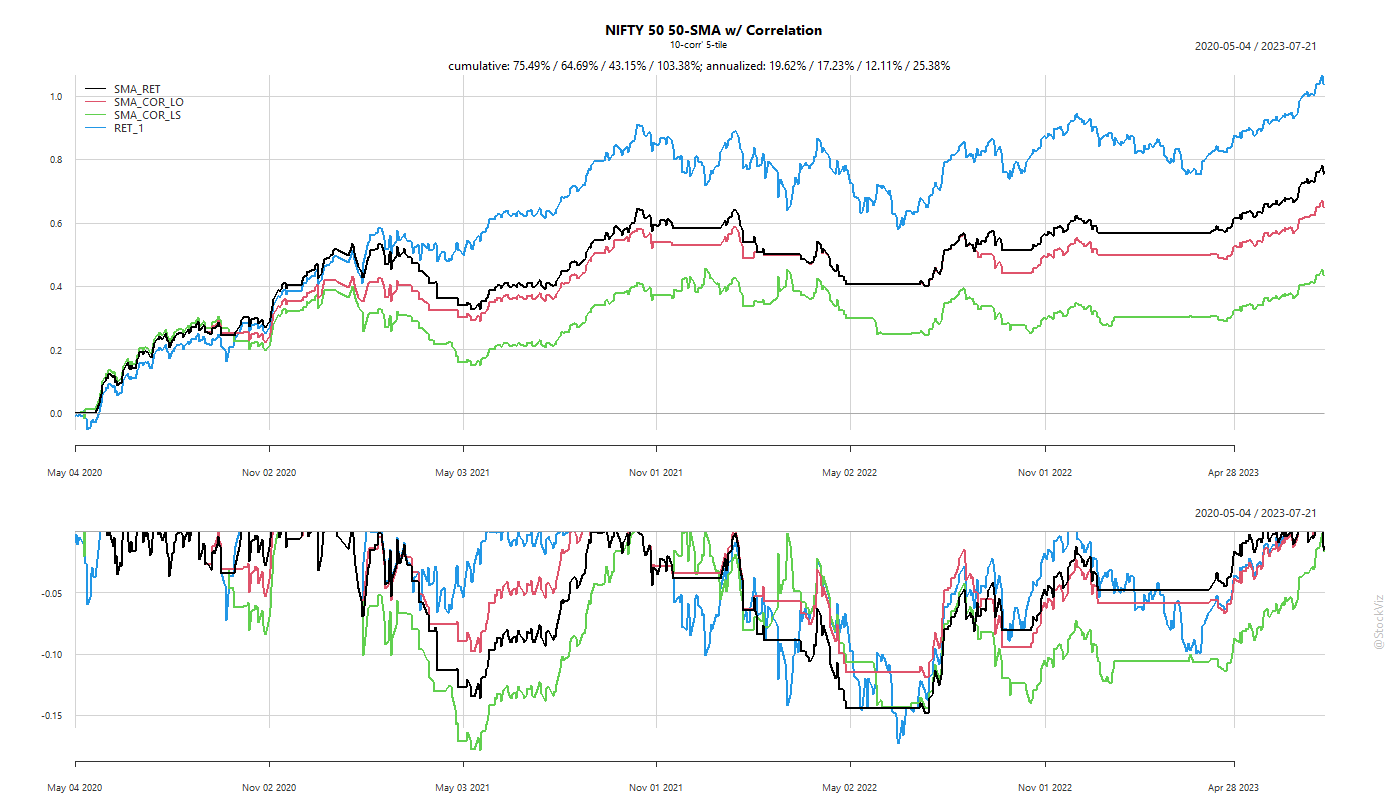 NIFTY 50 50-SMA w/ Correlation
10-corr' 5-tile
2020-05-04 / 2023-07-21
cumulative: 75.49% / 64.69% / 43.15% / 103.38%; annualized: 19.62% / 17.23% / 12.11% / 25.38%
SMA_RET
SMA_COR_LO
SMA_COR_LS
RET_1
1.0
0.8
0.6
0.4
0.2
0.0
May 04 2020 Nov 02 2020 May 03 2021 Nov 01 2021 May 02 2022 Nov 01 2022 Apr 28 2023
2020-05-04 / 2023-07-21
-0.05
-0.10
-0.15
May 04 2020 Nov 02 2020 May 03 2021 Nov 01 2021 May 02 2022 Nov 01 2022 Apr 28 2023
@StockViz